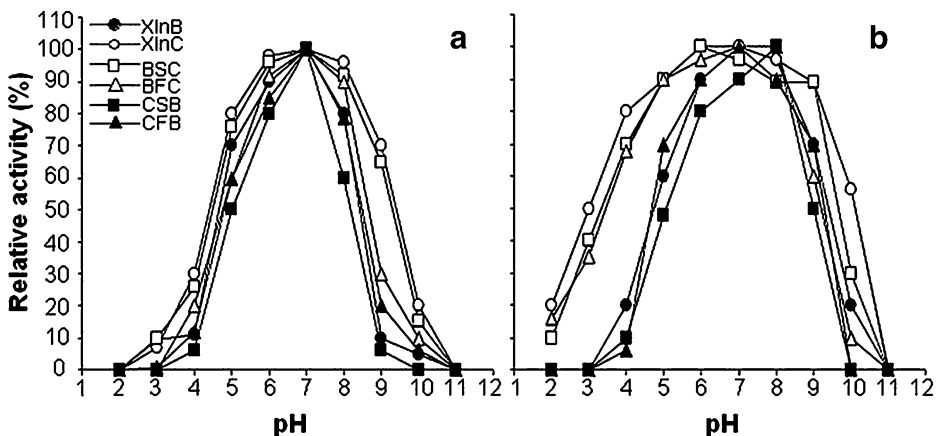 110
100
90
80
70
60
50
40
30
20
10
0
Relative activity (%)
XlnB
XlnC
BSC
BFC
CSB
CFB
a
1 2 3 4 5 6 7 8 9 10 11 12
pH
b
1 2 3 4 5 6 7 8 9 10 11 12
pH